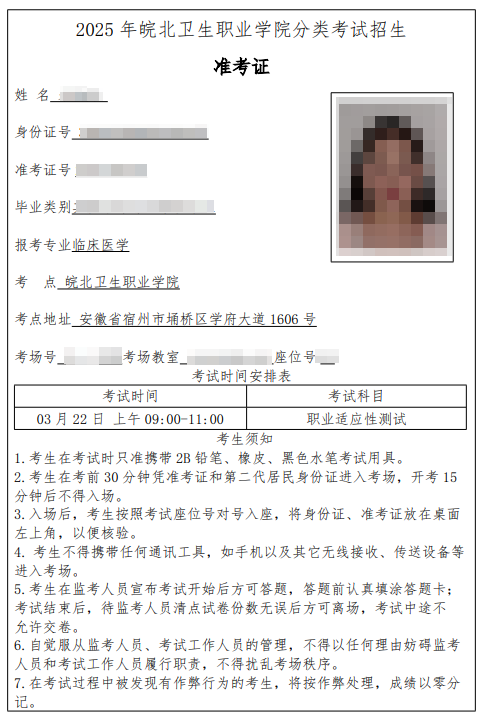 2025 年皖北卫生职业学院分类考试招生
准考证
姓 名
身份证号
准考证号
毕业类别:
报考专业临床医学
考 点 皖北卫生职业学院
考点地址 安徽省宿州市埇桥区学府大道 1606 号
考场号 考场教室 座位号
考试时间安排表
考试时间 考试科目
03 月 22 日 上午 09:00-11:00 职业适应性测试
考生须知
1.考生在考试时只准携带 2B 铅笔、橡皮、黑色水笔考试用具。
2.考生在考前 30 分钟凭准考证和第二代居民身份证进入考场，开考 15
分钟后不得入场。
3.入场后，考生按照考试座位号对号入座，将身份证、准考证放在桌面
左上角，以便核验。
4. 考生不得携带任何通讯工具，如手机以及其它无线接收、传送设备等
进入考场。
5.考生在监考人员宣布考试开始后方可答题，答题前认真填涂答题卡；
考试结束后，待监考人员清点试卷份数无误后方可离场，考试中途不
允许交卷。
6.自觉服从监考人员、考试工作人员的管理，不得以任何理由妨碍监考
人员和考试工作人员履行职责，不得扰乱考场秩序。
7.在考试过程中被发现有作弊行为的考生，将按作弊处理，成绩以零分
记。